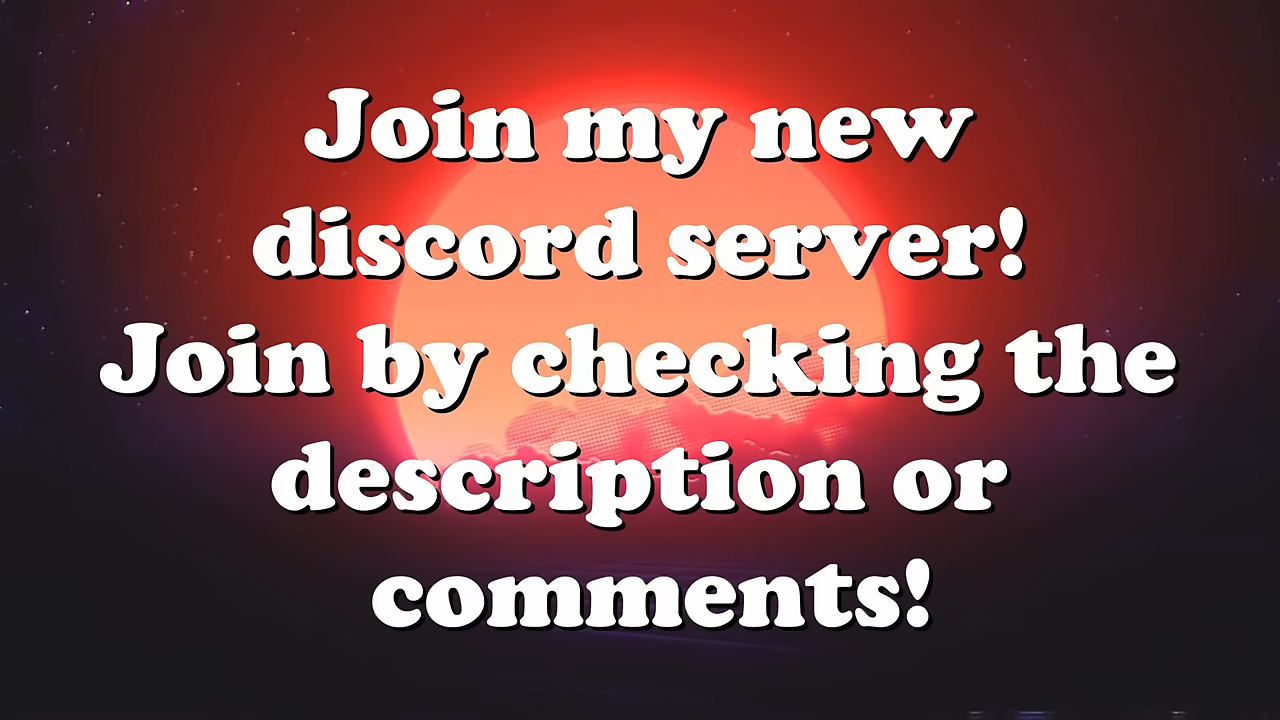 Join my new
discord server!
Join by checking the
description or
comments!